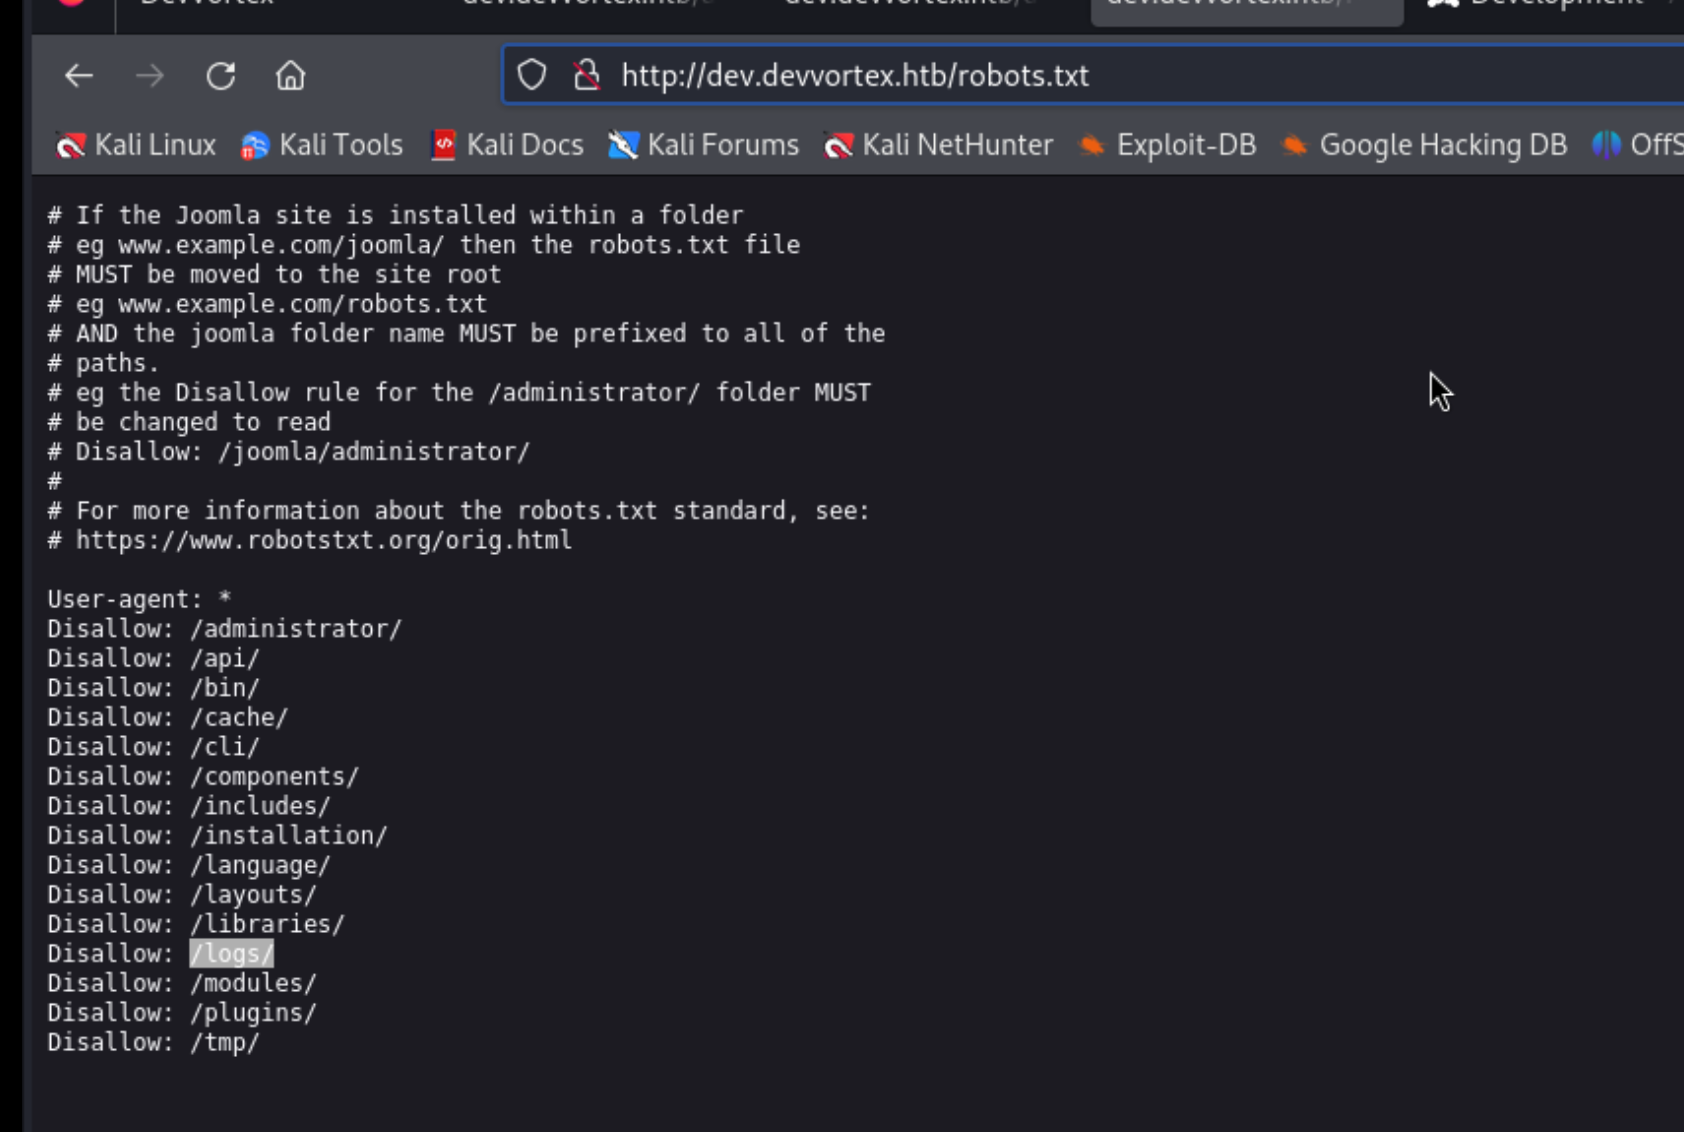 Devvortex
http://dev.devvortex.htb/robots.txt
Kali Linux Kali Tools Kali Docs Kali Forums Kali NetHunter Exploit-DB Google Hacking DB OffS
# If the Joomla site is installed within a folder
# eg www.example.com/joomla/ then the robots.txt file
# MUST be moved to the site root
# eg www.example.com/robots.txt
# AND the joomla folder name MUST be prefixed to all of the
# paths.
# eg the Disallow rule for the /administrator/ folder MUST
# be changed to read
# Disallow: /joomla/administrator/
#
# For more information about the robots.txt standard, see:
# https://www.robotstxt.org/orig.html
User-agent: *
Disallow: /administrator/
Disallow: /api/
Disallow: /bin/
Disallow: /cache/
Disallow: /cli/
Disallow: /components/
Disallow: /includes/
Disallow: /installation/
Disallow: /language/
Disallow: /layouts/
Disallow: /libraries/
Disallow: /logs/
Disallow: /modules/
Disallow: /plugins/
Disallow: /tmp/